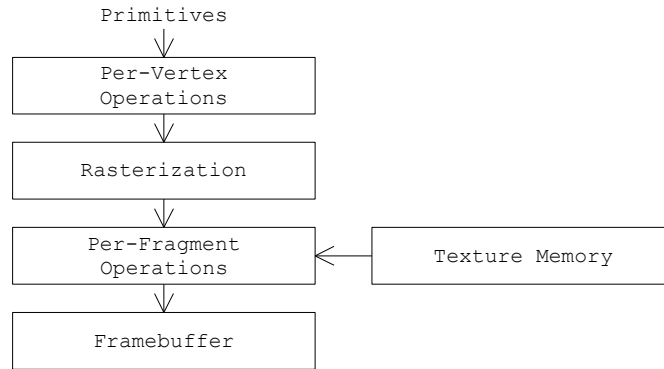 Primitives
Per-Vertex
Operations
Rasterization
Per-Fragment
Operations
Texture Memory
Framebuffer